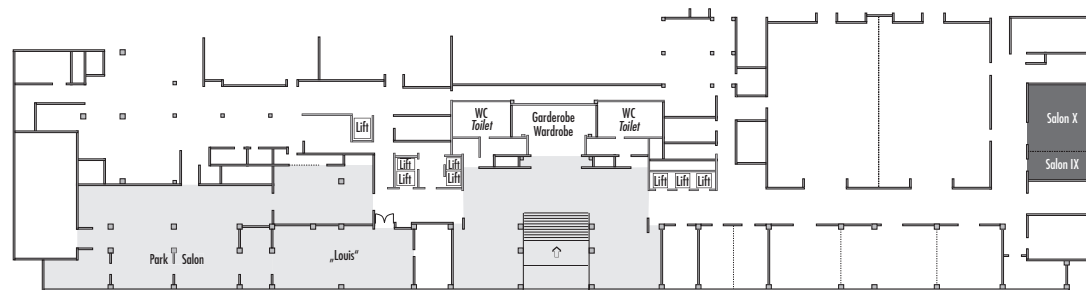 WC
Toilet
Garderobe
Wardrobe
WC
Toilet
Lift
Lift
Lift
Lift
Lift
Lift
Lift
Lift
Salon X
Salon IX
Park Salon
„Louis“